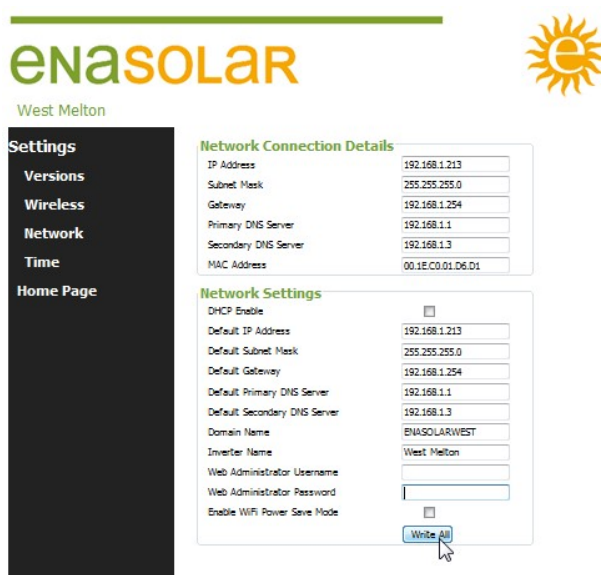 enasolar
West Melton
Settings
Versions
Wireless
Network
Time
Home Page
Network Connection Details
IP Address 192.168.1.213
Subnet Mask 255.255.255.0
Gateway 192.168.1.254
Primary DNS Server 192.168.1.1
Secondary DNS Server 192.168.1.3
MAC Address 00.1E.C0.01.D6.D1
Network Settings
DHCP Enable
Default IP Address 192.168.1.213
Default Subnet Mask 255.255.255.0
Default Gateway 192.168.1.254
Default Primary DNS Server 192.168.1.1
Default Secondary DNS Server 192.168.1.3
Domain Name ENASOLARWEST
Inverter Name West Melton
Web Administrator Username
Web Administrator Password
Enable WiFi Power Save Mode
Write All